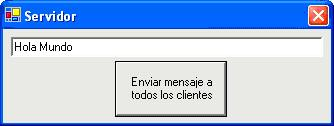 Servidor
Hola Mundo
Enviar mensaje a
todos los clientes